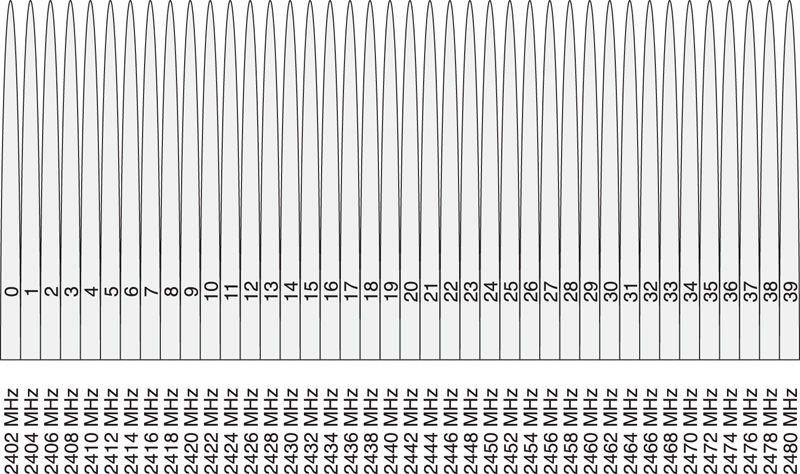 0
1
2
3
4
5
6
7
8
9
10
11
12
13
14
15
16
17
18
19
20
21
22
23
24
25
26
27
28
29
30
31
32
33
34
35
36
37
38
39
2402 MHz
2404 MHz
2406 MHz
2408 MHz
2410 MHz
2412 MHz
2414 MHz
2416 MHz
2418 MHz
2420 MHz
2422 MHz
2424 MHz
2426 MHz
2428 MHz
2430 MHz
2432 MHz
2434 MHz
2436 MHz
2438 MHz
2440 MHz
2442 MHz
2444 MHz
2446 MHz
2448 MHz
2450 MHz
2452 MHz
2454 MHz
2456 MHz
2458 MHz
2460 MHz
2462 MHz
2464 MHz
2466 MHz
2468 MHz
2470 MHz
2472 MHz
2474 MHz
2476 MHz
2478 MHz
2480 MHz